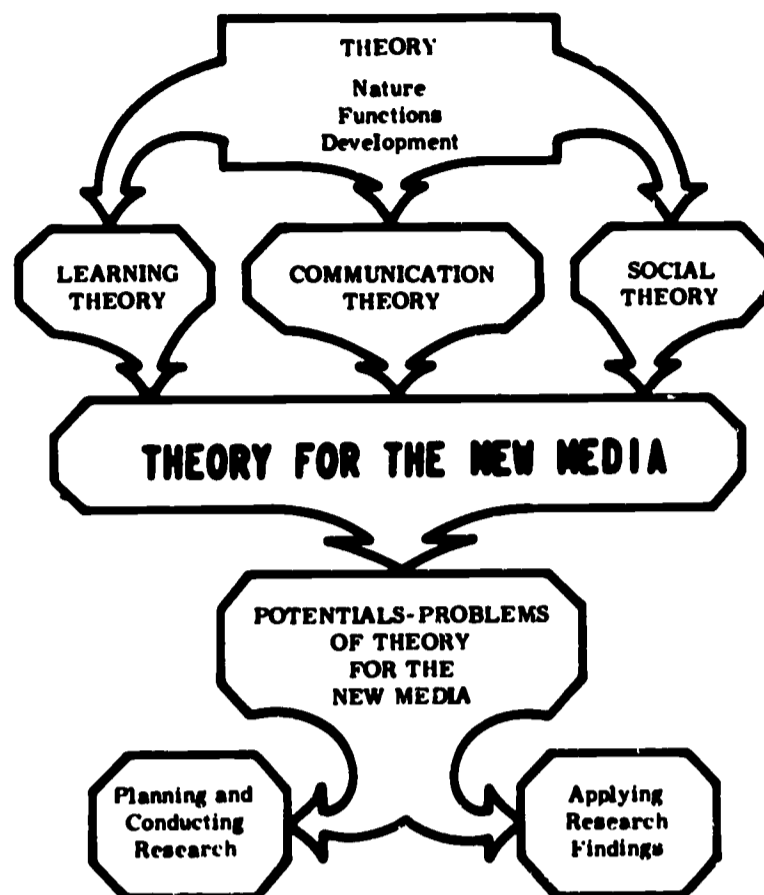 THEORY
Nature
Functions
Development
LEARNING
THEORY
COMMUNICATION
THEORY
SOCIAL
THEORY
THEORY FOR THE NEW MEDIA
POTENTIALS-PROBLEMS
OF THEORY
FOR THE
NEW MEDIA
Planning and
Conducting
Research
Applying
Research
Findings